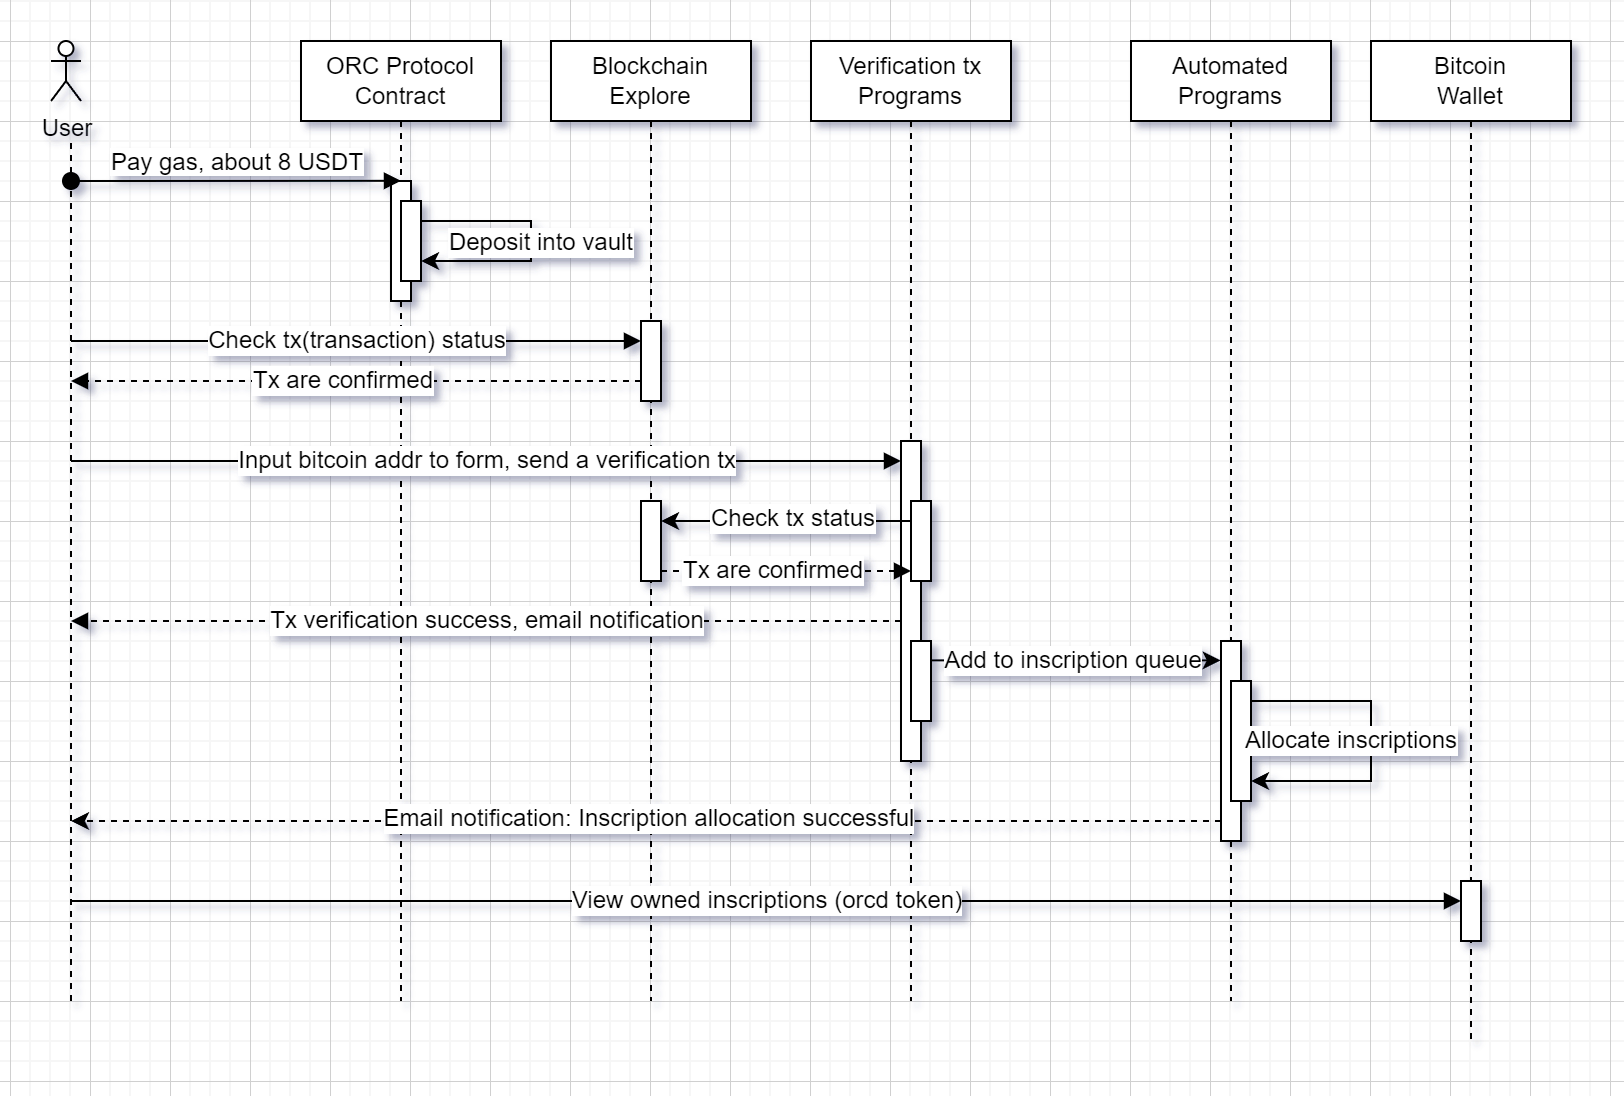 User
ORC Protocol
Contract
Blockchain
Explore
Verification tx
Programs
Automated
Programs
Bitcoin
Wallet
Pay gas, about 8 USDT
Deposit into vault
Check tx(transaction) status
Tx are confirmed
Input bitcoin addr to form, send a verification tx
Check tx status
Tx are confirmed
Tx verification success, email notification
Add to inscription queue
Allocate inscriptions
Email notification: Inscription allocation successful
View owned inscriptions (orcd token)